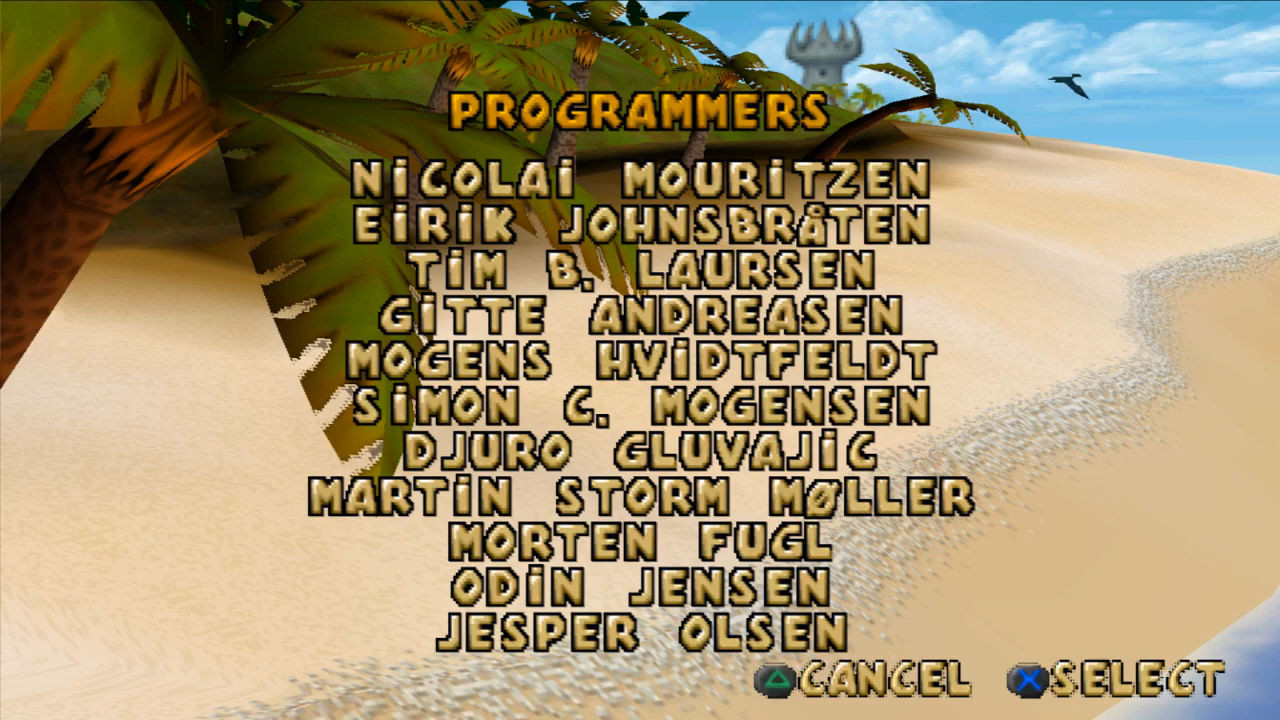 PROGRAMMERS
NiCOLAi MOURiTZEN
EiRiK JOHNSBRÅTEN
TiM B. LAURSEN
GiTTE ANDREASEN
MOGENS HViDTFELDT
SiMON C. MOGENSEN
DJURO GLUVAJiC
MARTiN STORM MØLLER
MORTEN FUGL
ODiN JENSEN
JESPER OLSEN
CANCEL SELECT